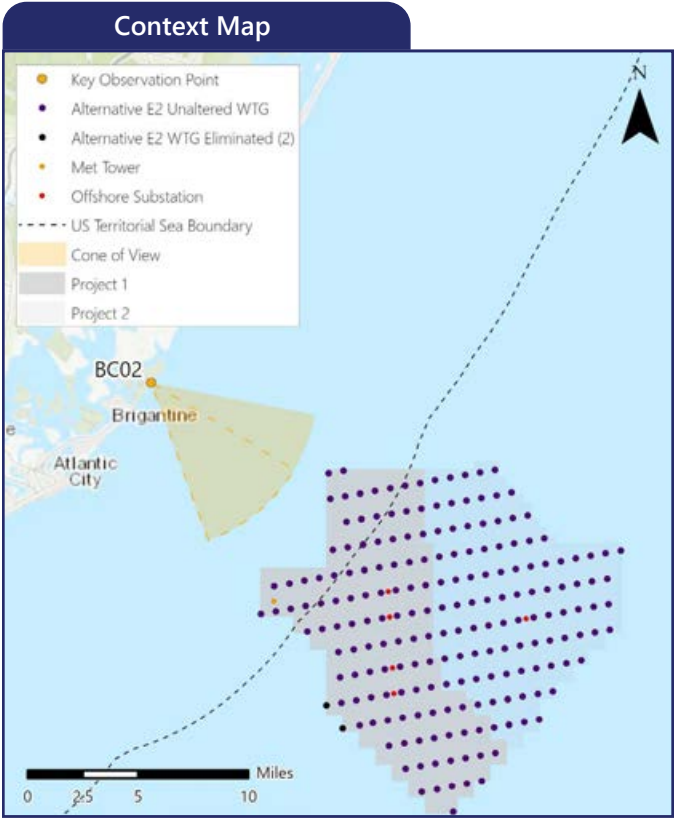 Context Map
N
Key Observation Point
Alternative E2 Unaltered WTG
Alternative E2 WTG Eliminated (2)
Met Tower
Offshore Substation
US Territorial Sea Boundary
Cone of View
Project 1
Project 2
BC02
Brigantine
e
Atlantic
City
Miles
0 2.5 5 10